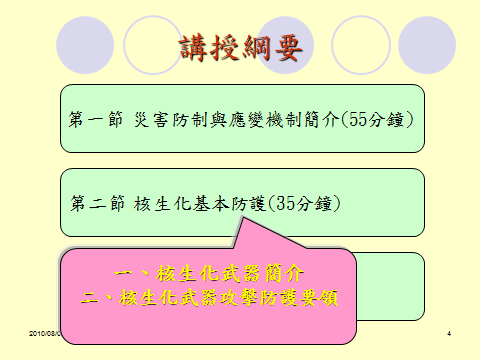 講授綱要
第一節 災害防制與應變機制簡介(55分鐘)
第二節 核生化基本防護(35分鐘)
一、核生化武器簡介
二、核生化武器攻擊防護要領
2010/08/0
4